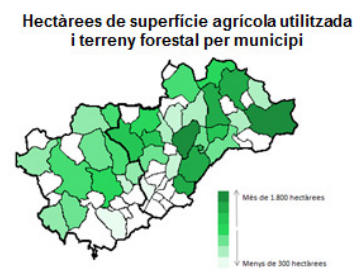 Hectàrees de superfície agrícola utilitzada
i terreny forestal per municipi
Més de 1.800 hectàrees
Menys de 300 hectàrees